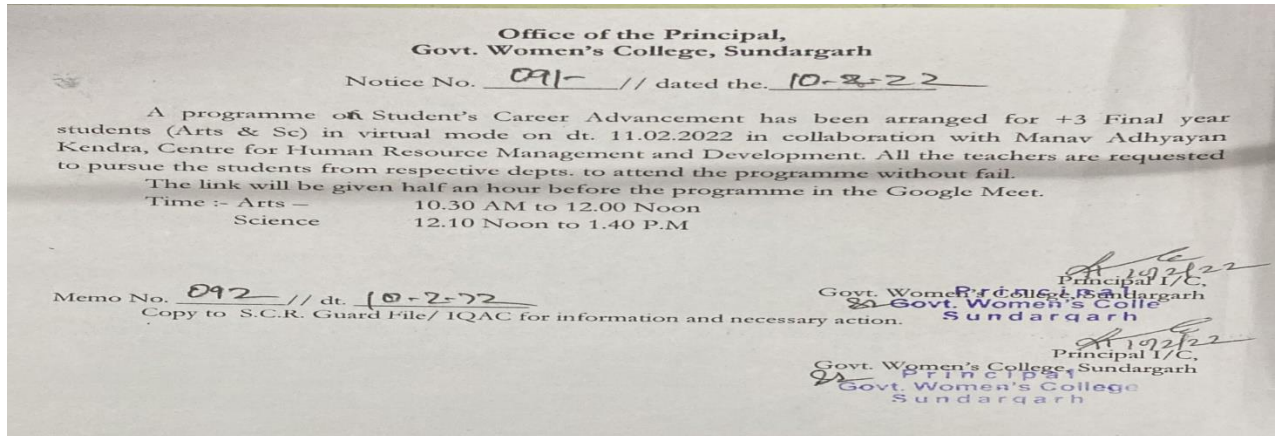 Office of the Principal,
Govt. Women's College, Sundargarh
Notice No. 091- // dated the. 10-2-22
A programme on Student's Career Advancement has been arranged for +3 Final year
students (Arts & Sc) in virtual mode on dt. 11.02.2022 in collaboration with Manav Adhyayan
Kendra, Centre for Human Resource Management and Development. All the teachers are requested
to pursue the students from respective depts. to attend the programme without fail.
The link will be given half an hour before the programme in the Google Meet.
Time :- Arts – 10.30 AM to 12.00 Noon
Science 12.10 Noon to 1.40 P.M
Principal I/C,
Govt. Women's College, Sundargarh
Principal
Govt. Women's Colle
Sundargarh
Memo No. 092 // dt. 10-2-22
Copy to S.C.R. Guard File/ IQAC for information and necessary action.
Principal I/C,
Govt. Women's College, Sundargarh
Principal
Govt. Women's College
Sundargarh